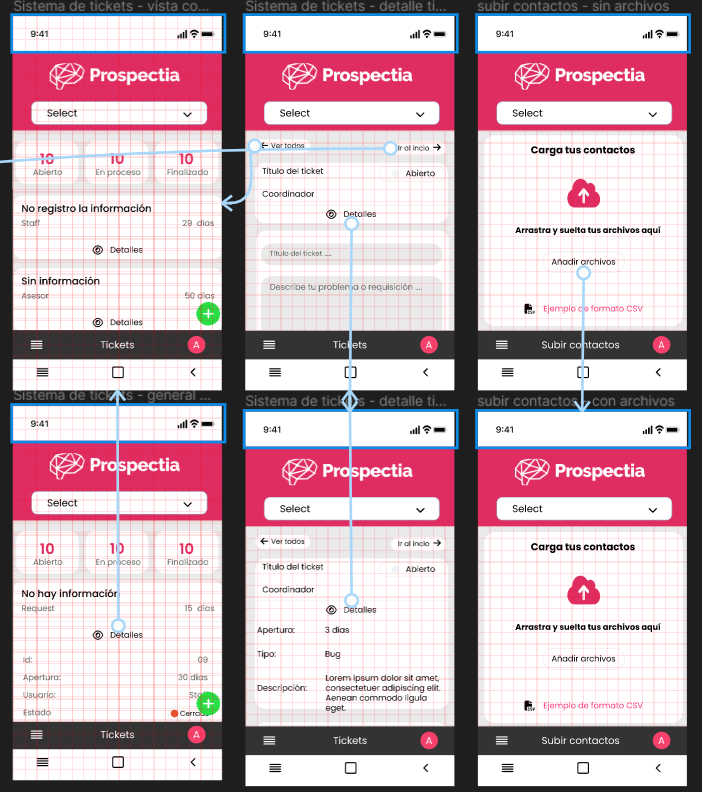 Sistema de tickets - vista co...
9:41
Prospectia
Select
10
Abierto
10
En proceso
10
Finalizado
No registro la información
Staff
29 días
Detalles
Sin información
Asesor
50 días
Detalles
Tickets
A
Sistema de tickets - detalle ti...
9:41
Prospectia
Select
Ver todos
Ir al incio
Titulo del ticket
Abierto
Coordinador
Detalles
Titulo del ticket ....
Describe tu problema o requisición ....
Tickets
A
subir contactos - sin archivos
9:41
Prospectia
Select
Carga tus contactos
Arrastra y suelta tus archivos aquí
Añadir archivos
Ejemplo de formato CSV
Subir contactos
A
Sistema de tickets - general ...
9:41
Prospectia
Select
10
Abierto
10
En proceso
10
Finalizado
No hay información
Request
15 días
Detalles
Id:
09
Apertura:
30 días
Usuario:
Estado
Tickets
A
Sistema de tickets - detalle ti...
9:41
Prospectia
Select
Ver todos
Ir al incio
Titulo del ticket
Abierto
Coordinador
Detalles
Apertura:
3 días
Tipo:
Bug
Descripción:
Lorem ipsum dolor sit amet,
consectetuer adipiscing elit.
Aenean commodo ligula
eget.
Tickets
A
subir contactos - con archivos
9:41
Prospectia
Select
Carga tus contactos
Arrastra y suelta tus archivos aquí
Añadir archivos
Ejemplo de formato CSV
Subir contactos
A